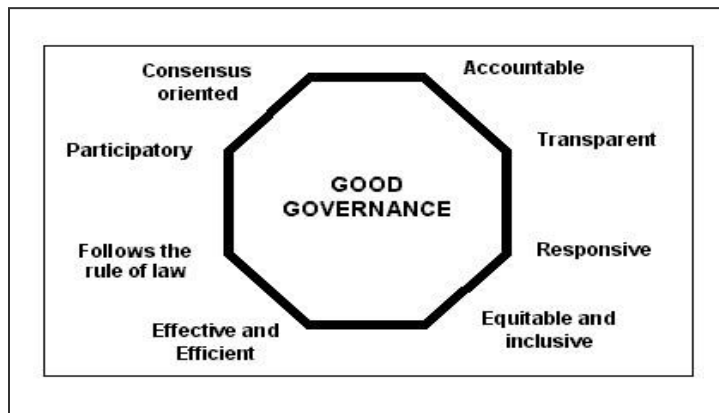 Consensus
oriented
Accountable
Participatory
Transparent
GOOD
GOVERNANCE
Follows the
rule of law
Responsive
Effective and
Efficient
Equitable and
inclusive